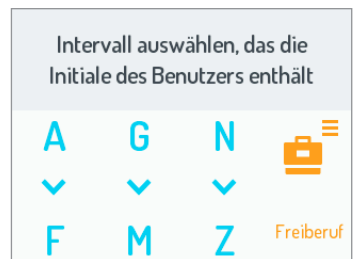 Intervall auswählen, das die
Initiale des Benutzers enthält
A G N
F M Z Freiberuf